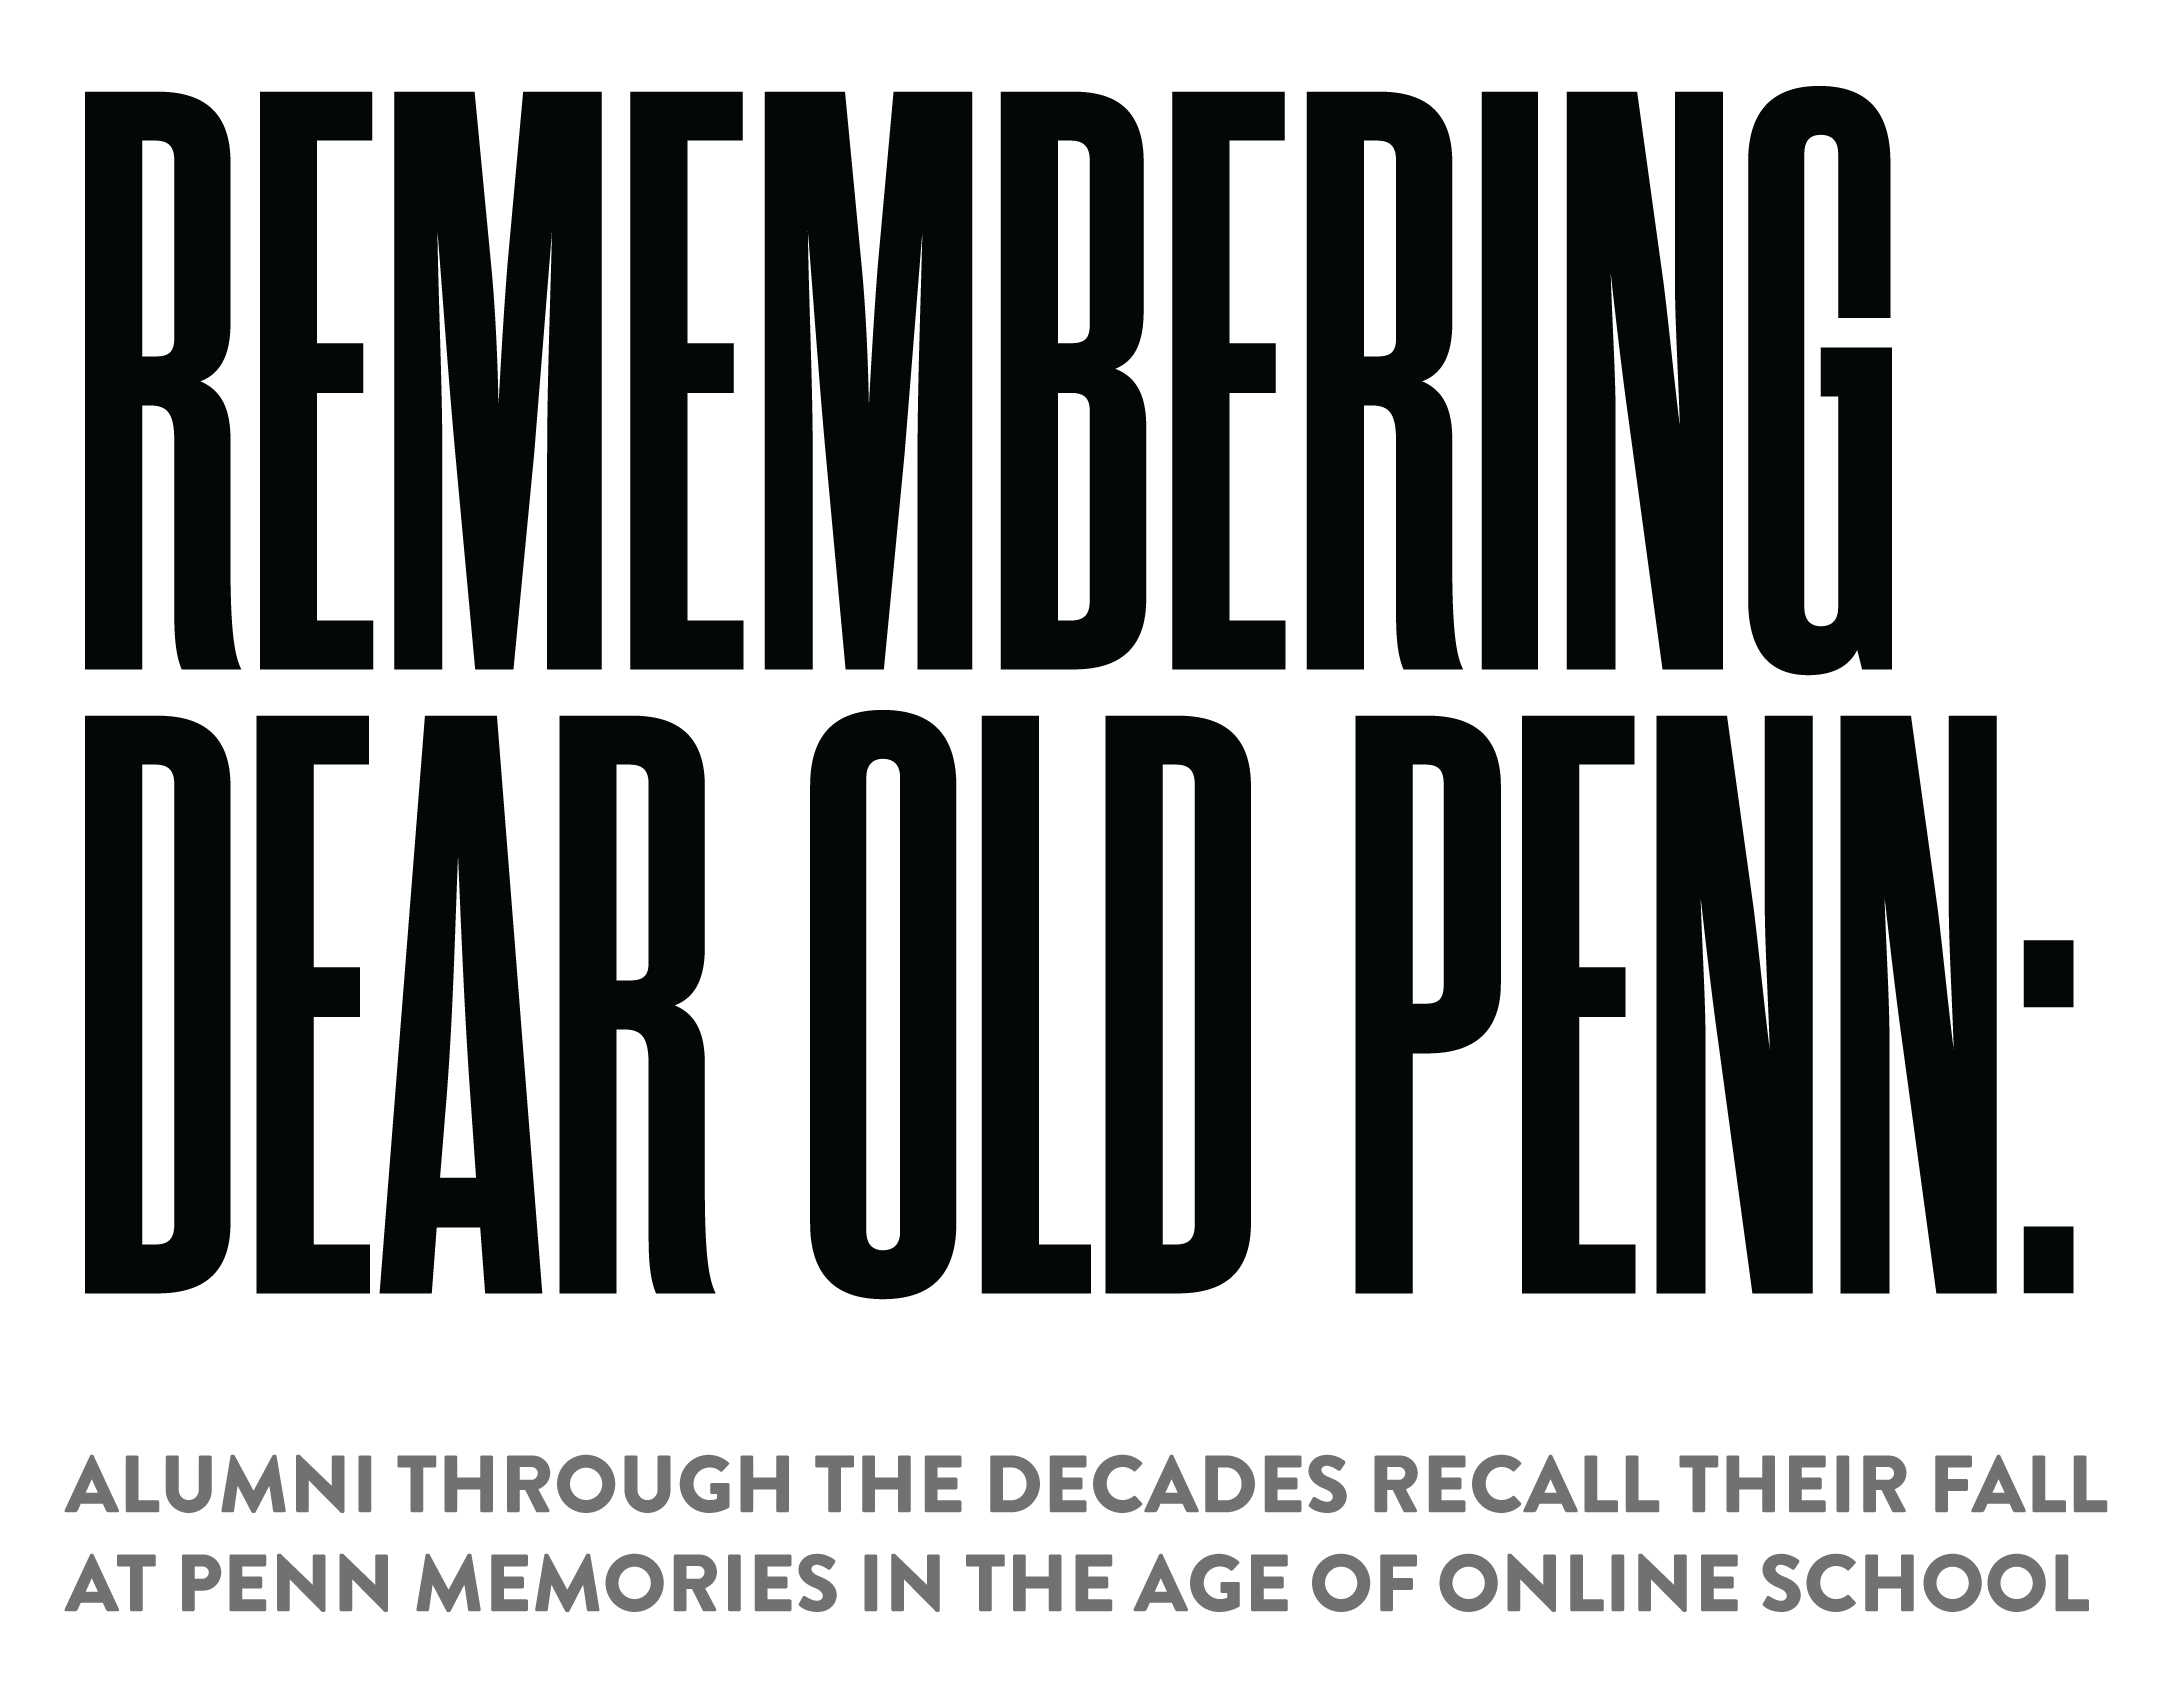 REMEMBERING
DEAR OLD PENN:
ALUMNI THROUGH THE DECADES RECALL THEIR FALL
AT PENN MEMORIES IN THE AGE OF ONLINE SCHOOL